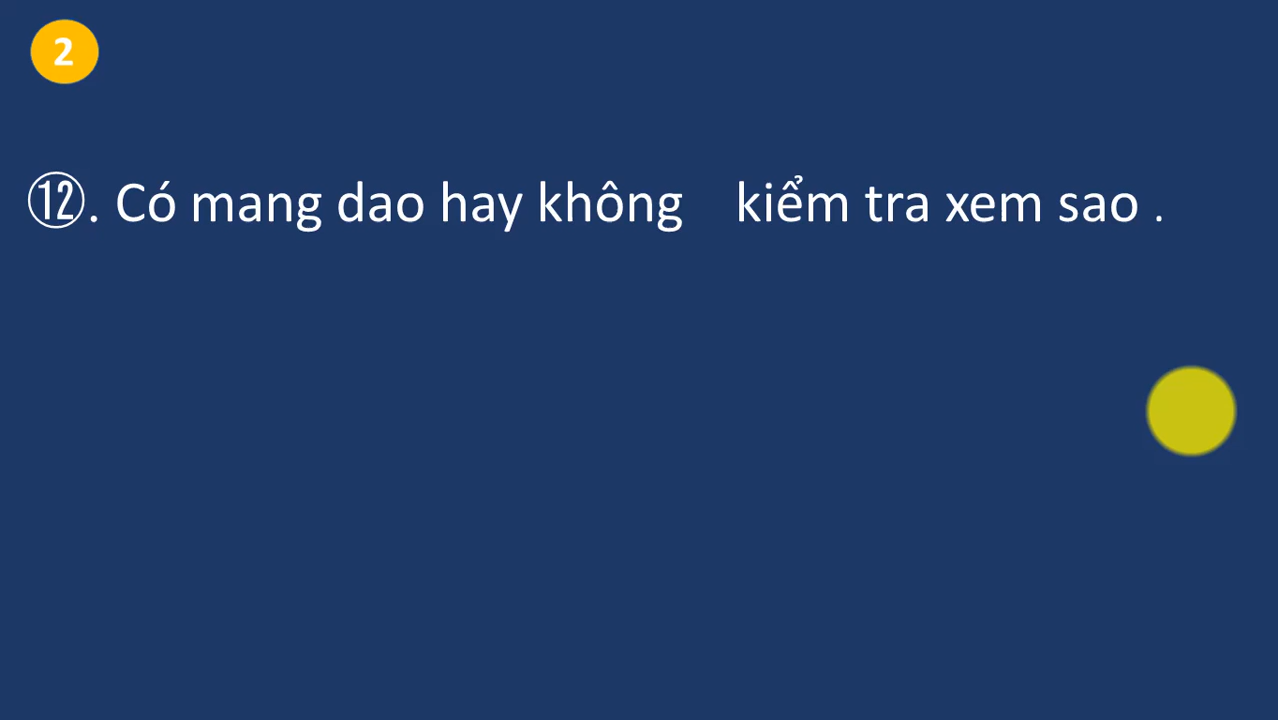 2
⑫. Có mang dao hay không    kiểm tra xem sao .